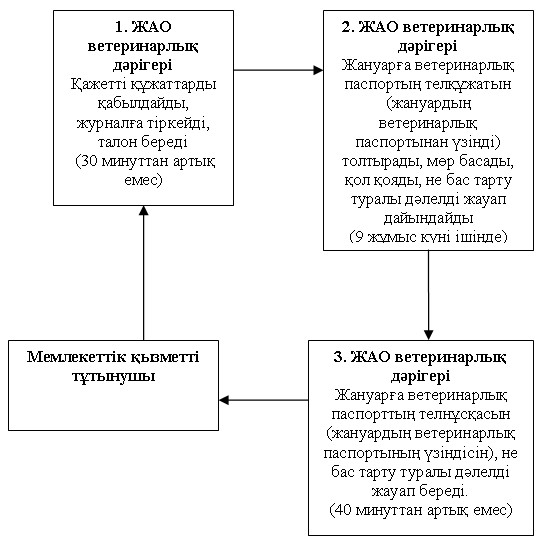 1. ЖАО
ветеринарлық
дәрігері
Қажетті құжаттарды
қабылдайды,
журналға тіркейді,
талон береді
(30 минуттан артық
емес)
2. ЖАО ветеринарлық
дәрігері
Жануарға ветеринарлық
паспортың телқұжатын
(жануардың
ветеринарлық
паспортынан үзінді)
толтырады, мөр басады,
қол қояды, не бас тарту
туралы дәлелді жауап
дайындайды
(9 жұмыс күні ішінде)
Мемлекеттік қызметті
тұтынушы
3. ЖАО ветеринарлық
дәрігері
Жануарға ветеринарлық
паспорттың телнұсқасын
(жануардың ветеринарлық
паспортының үзіндісін), не
бас тарту туралы дәлелді
жауап береді.
(40 минуттан артық емес)